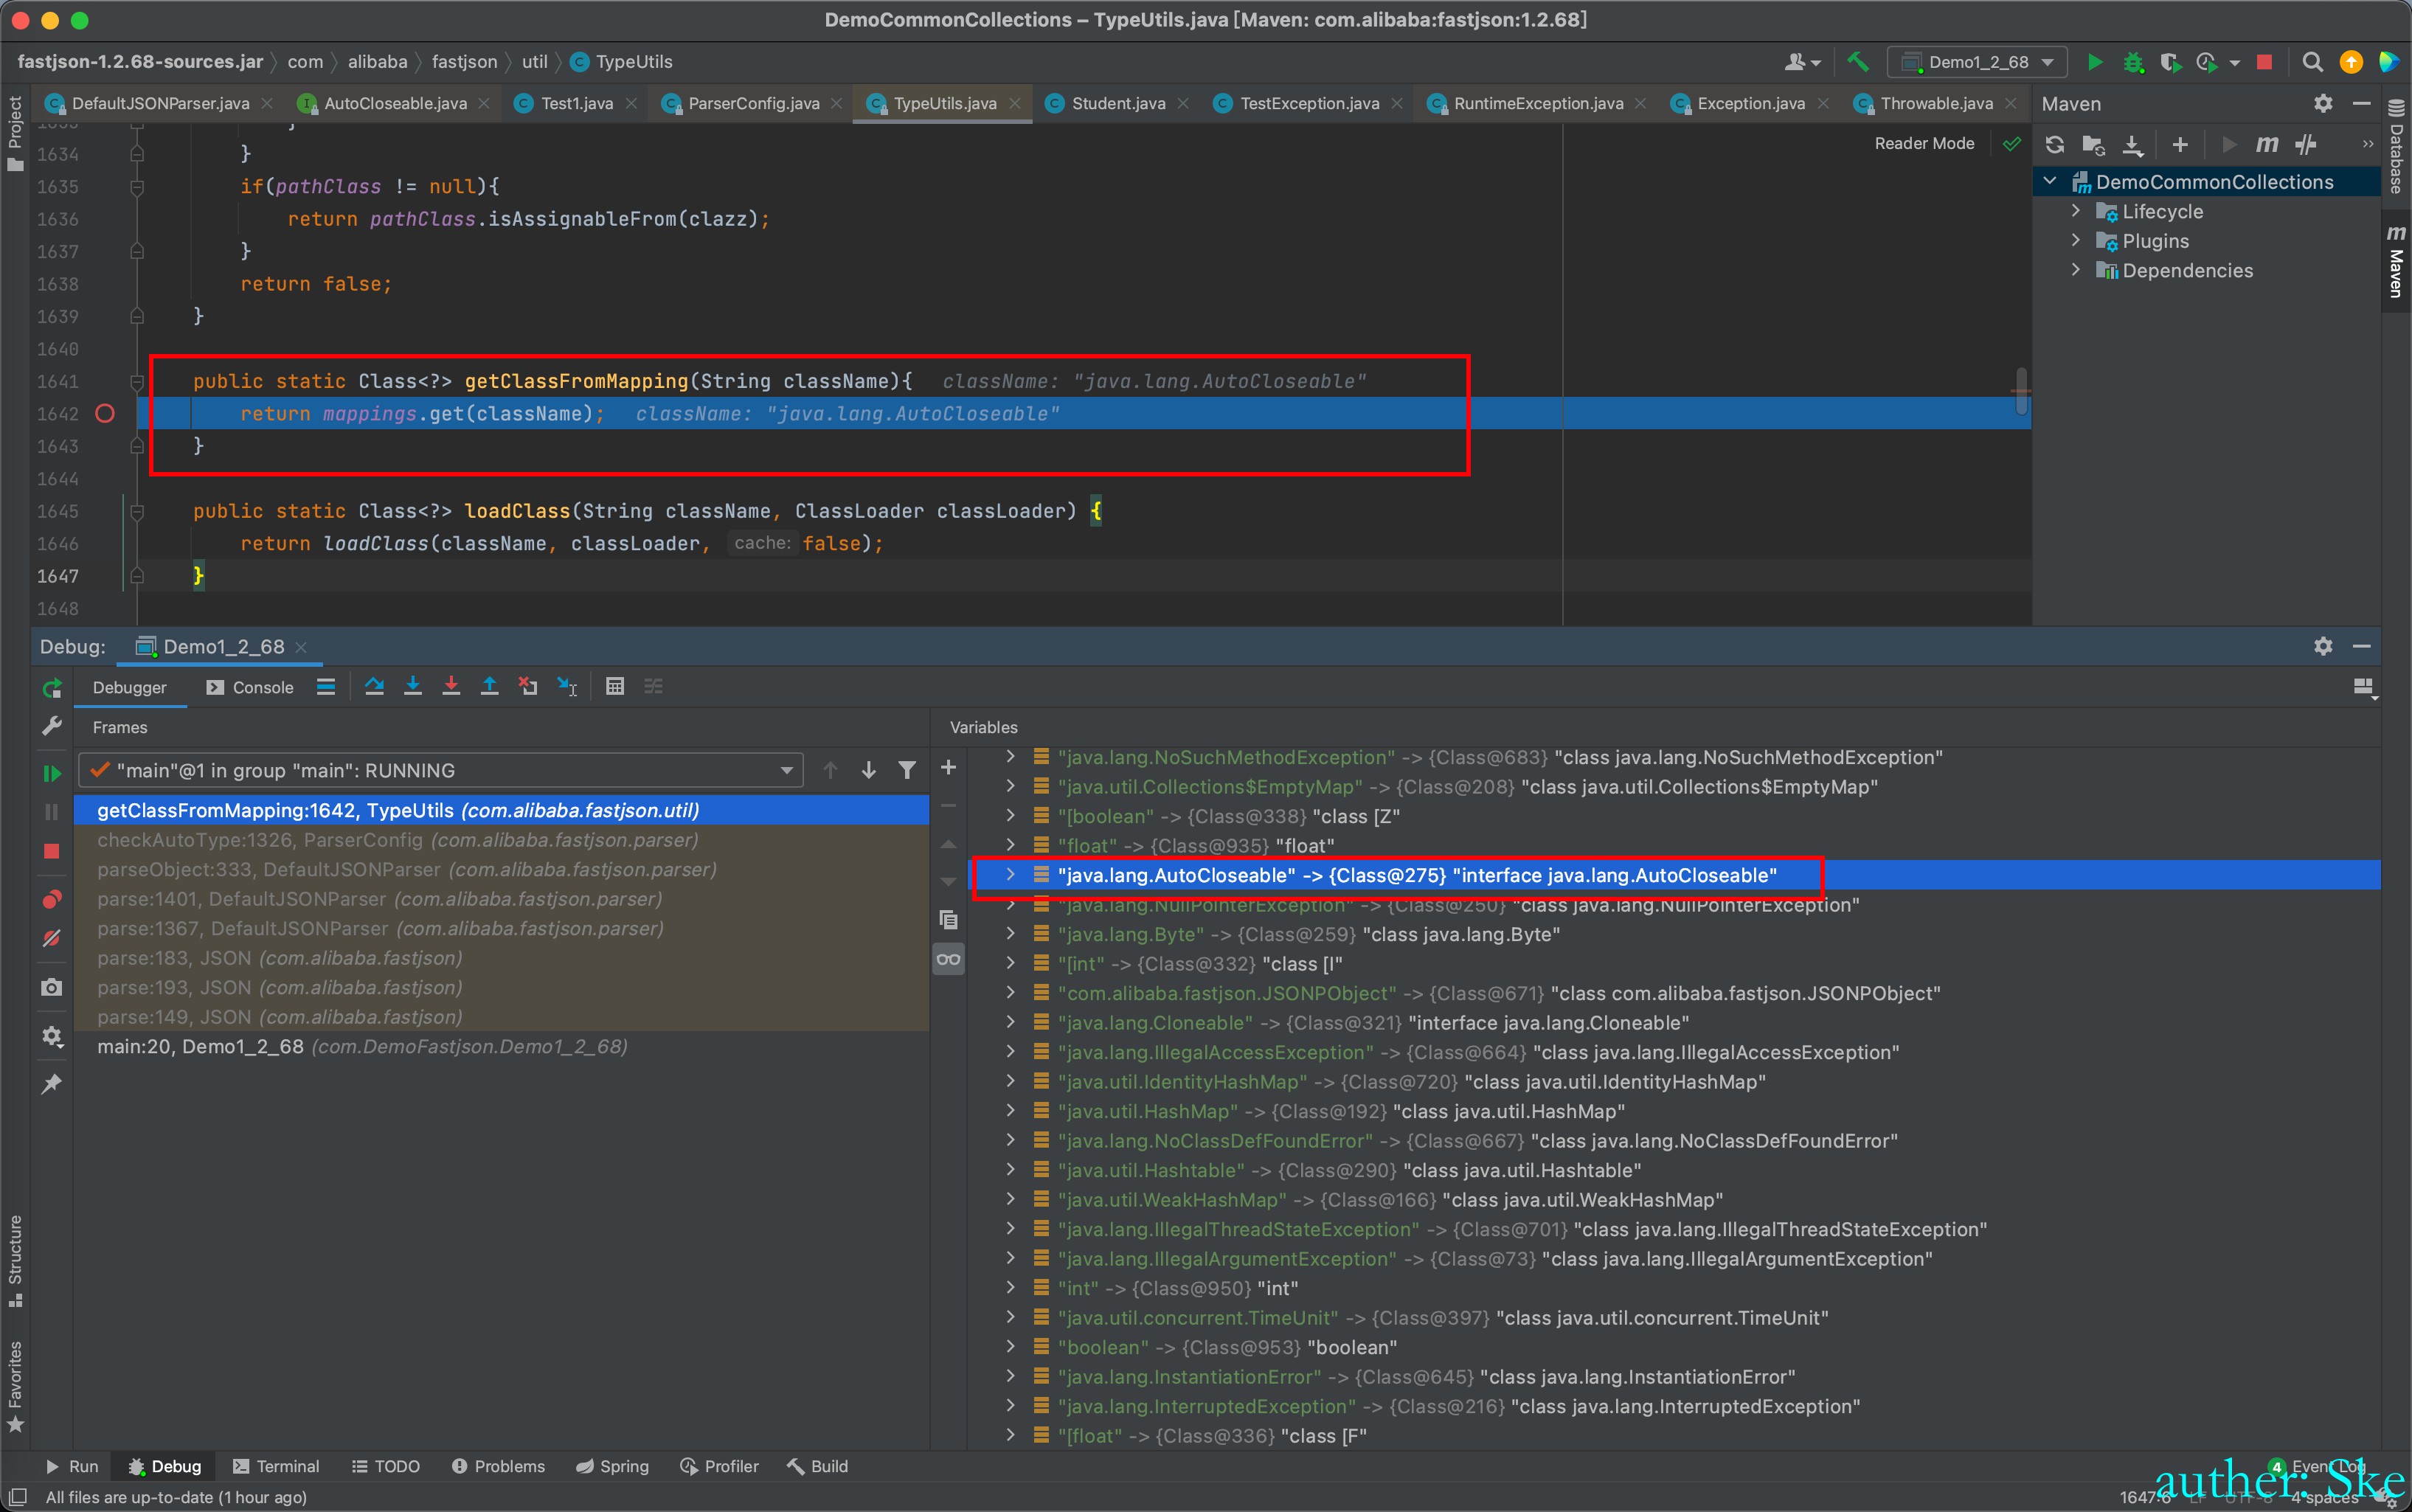 DemoCommonCollections – TypeUtils.java [Maven: com.alibaba:fastjson:1.2.68]
fastjson-1.2.68-sources.jar com alibaba fastjson util TypeUtils
Demo1_2_68
DefaultJSONParser.java AutoCloseable.java Test1.java ParserConfig.java TypeUtils.java Student.java TestException.java RuntimeException.java Exception.java Throwable.java
Maven
Project
Database
Maven
Reader Mode
DemoCommonCollections
Lifecycle
Plugins
Dependencies
1634 }
1635 if(pathClass != null){
1636 return pathClass.isAssignableFrom(clazz);
1637 }
1638 return false;
1639 }
1640
1641 public static Class<?> getClassFromMapping(String className){ className: "java.lang.AutoCloseable"
1642 return mappings.get(className); className: "java.lang.AutoCloseable"
1643 }
1644
1645 public static Class<?> loadClass(String className, ClassLoader classLoader) {
1646 return loadClass(className, classLoader, cache: false);
1647 }
1648
Debug: Demo1_2_68
Debugger Console
Frames
Variables
"main"@1 in group "main": RUNNING
getClassFromMapping:1642, TypeUtils (com.alibaba.fastjson.util)
checkAutoType:1326, ParserConfig (com.alibaba.fastjson.parser)
parseObject:333, DefaultJSONParser (com.alibaba.fastjson.parser)
parse:1401, DefaultJSONParser (com.alibaba.fastjson.parser)
parse:1367, DefaultJSONParser (com.alibaba.fastjson.parser)
parse:183, JSON (com.alibaba.fastjson)
parse:193, JSON (com.alibaba.fastjson)
parse:149, JSON (com.alibaba.fastjson)
main:20, Demo1_2_68 (com.DemoFastjson.Demo1_2_68)
"java.lang.NoSuchMethodException" -> {Class@683} "class java.lang.NoSuchMethodException"
"java.util.Collections$EmptyMap" -> {Class@208} "class java.util.Collections$EmptyMap"
"[boolean" -> {Class@338} "class [Z"
"float" -> {Class@935} "float"
"java.lang.AutoCloseable" -> {Class@275} "interface java.lang.AutoCloseable"
"java.lang.NullPointerException" -> {Class@250} "class java.lang.NullPointerException"
"java.lang.Byte" -> {Class@259} "class java.lang.Byte"
"[int" -> {Class@332} "class [I"
"com.alibaba.fastjson.JSONPObject" -> {Class@671} "class com.alibaba.fastjson.JSONPObject"
"java.lang.Cloneable" -> {Class@321} "interface java.lang.Cloneable"
"java.lang.IllegalAccessException" -> {Class@664} "class java.lang.IllegalAccessException"
"java.util.IdentityHashMap" -> {Class@720} "class java.util.IdentityHashMap"
"java.util.HashMap" -> {Class@192} "class java.util.HashMap"
"java.lang.NoClassDefFoundError" -> {Class@667} "class java.lang.NoClassDefFoundError"
"java.util.Hashtable" -> {Class@290} "class java.util.Hashtable"
"java.util.WeakHashMap" -> {Class@166} "class java.util.WeakHashMap"
"java.lang.IllegalThreadStateException" -> {Class@701} "class java.lang.IllegalThreadStateException"
"java.lang.IllegalArgumentException" -> {Class@73} "class java.lang.IllegalArgumentException"
"int" -> {Class@950} "int"
"java.util.concurrent.TimeUnit" -> {Class@397} "class java.util.concurrent.TimeUnit"
"boolean" -> {Class@953} "boolean"
"java.lang.InstantiationError" -> {Class@645} "class java.lang.InstantiationError"
"java.lang.InterruptedException" -> {Class@216} "class java.lang.InterruptedException"
"[float" -> {Class@336} "class [F"
Structure
Favorites
Run Debug Terminal TODO Problems Spring Profiler Build 4 Event Log
auther: Ske
All files are up-to-date (1 hour ago) 1647:6 LF UTF-8 4 spaces